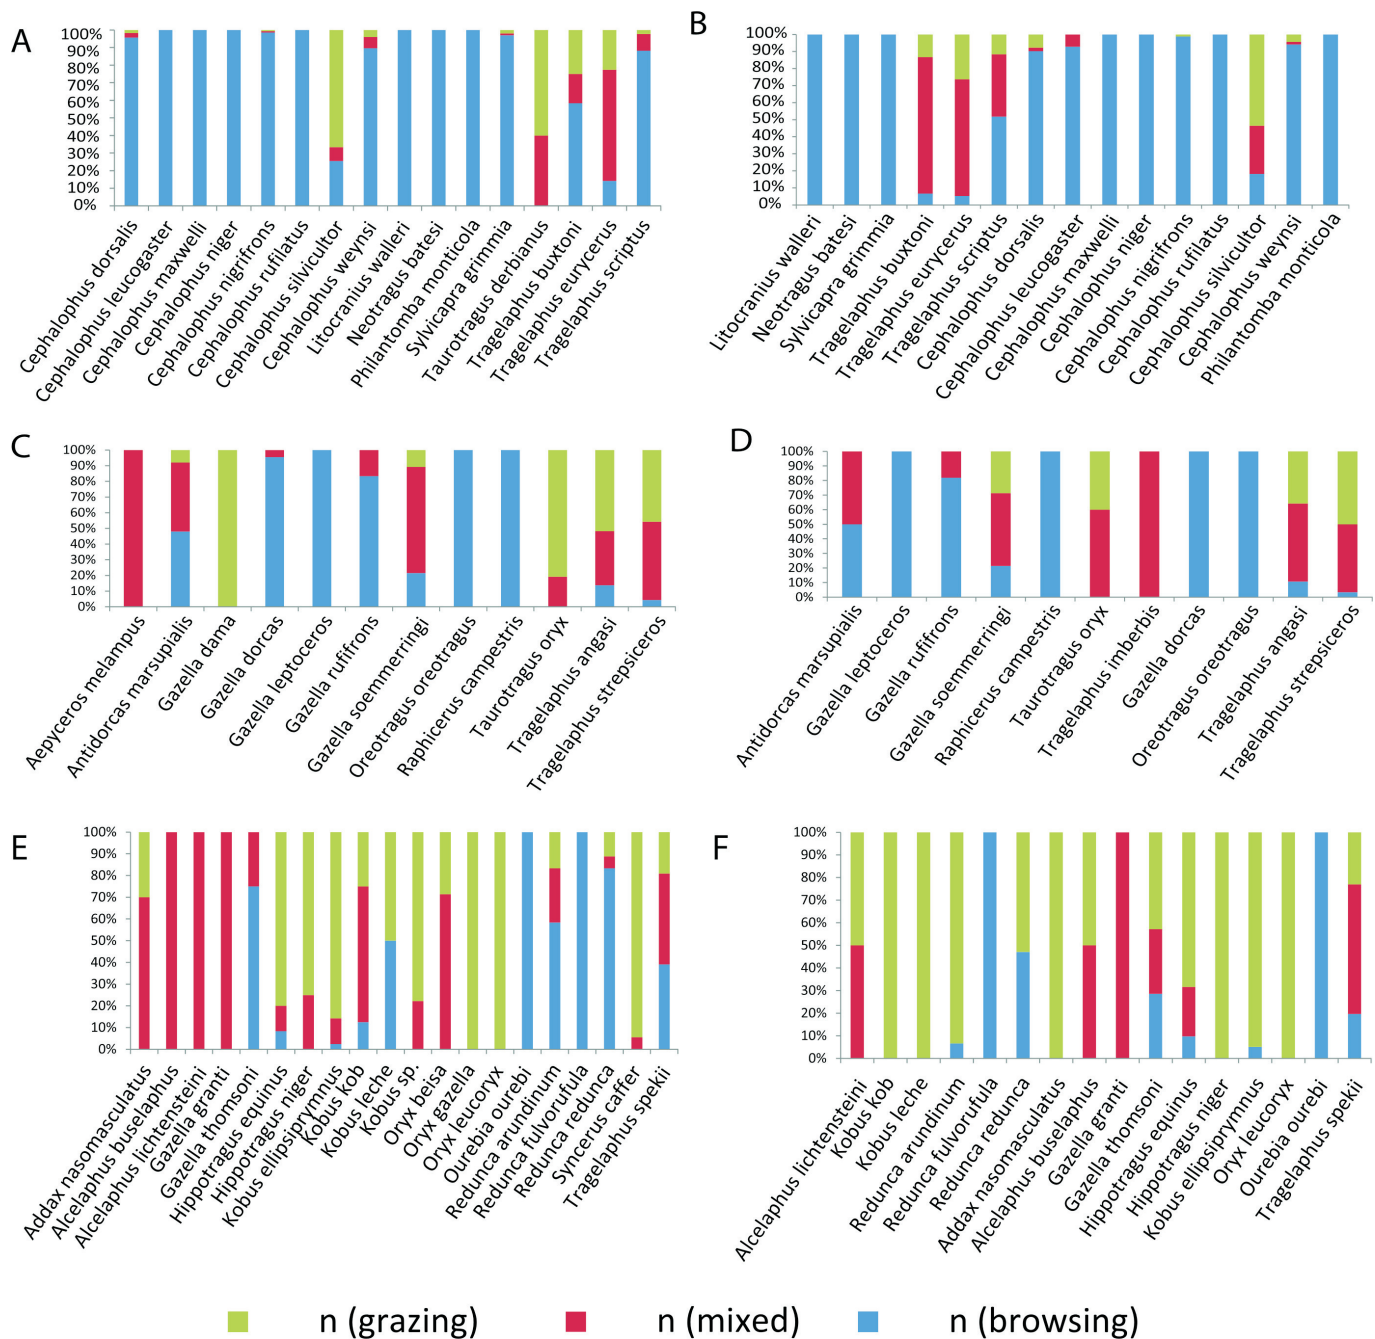 A
100%
90%
80%
70%
60%
50%
40%
30%
20%
10%
0%
Cephalophus dorsalis
Cephalophus leucogaster
Cephalophus maxwelli
Cephalophus niger
Cephalophus nigrifrons
Cephalophus rufilatus
Cephalophus silvicultor
Cephalophus weynsi
Litocranius walleri
Neotragus batesi
Philantomba monticola
Sylvicapra grimmia
Taurotragus derbianus
Tragelaphus buxtoni
Tragelaphus eurycerus
Tragelaphus scriptus
B
100%
90%
80%
70%
60%
50%
40%
30%
20%
10%
0%
Litocranius walleri
Neotragus batesi
Sylvicapra grimmia
Tragelaphus buxtoni
Tragelaphus eurycerus
Tragelaphus scriptus
Cephalophus dorsalis
Cephalophus leucogaster
Cephalophus maxwelli
Cephalophus niger
Cephalophus nigrifrons
Cephalophus rufilatus
Cephalophus silvicultor
Cephalophus weynsi
Philantomba monticola
C
100%
90%
80%
70%
60%
50%
40%
30%
20%
10%
0%
Aepyceros melampus
Antidorcas marsupialis
Gazella dama
Gazella dorcas
Gazella leptoceros
Gazella rufifrons
Gazella soemmerringi
Oreotragus oreotragus
Raphicerus campestris
Taurotragus oryx
Tragelaphus angasi
Tragelaphus strepsiceros
D
100%
90%
80%
70%
60%
50%
40%
30%
20%
10%
0%
Antidorcas marsupialis
Gazella leptoceros
Gazella rufifrons
Gazella soemmerringi
Raphicerus campestris
Taurotragus oryx
Tragelaphus imberbis
Gazella dorcas
Oreotragus oreotragus
Tragelaphus angasi
Tragelaphus strepsiceros
E
100%
90%
80%
70%
60%
50%
40%
30%
20%
10%
0%
Addax nasomasculatus
Alcelaphus buselaphus
Alcelaphus lichtensteini
Gazella granti
Gazella thomsoni
Hippotragus equinus
Hippotragus niger
Kobus ellipsiprymnus
Kobus kob
Kobus leche
Kobus sp.
Oryx beisa
Oryx gazella
Oryx leucoryx
Ourebia ourebi
Redunca arundinum
Redunca fulvorufula
Redunca redunca
Syncerus caffer
Tragelaphus spekii
F
100%
90%
80%
70%
60%
50%
40%
30%
20%
10%
0%
Alcelaphus lichtensteini
Kobus kob
Kobus leche
Redunca arundinum
Redunca fulvorufula
Redunca redunca
Addax nasomasculatus
Alcelaphus buselaphus
Gazella granti
Gazella thomsoni
Hippotragus equinus
Hippotragus niger
Kobus ellipsiprymnus
Oryx leucoryx
Ourebia ourebi
Tragelaphus spekii
n (grazing) n (mixed) n (browsing)